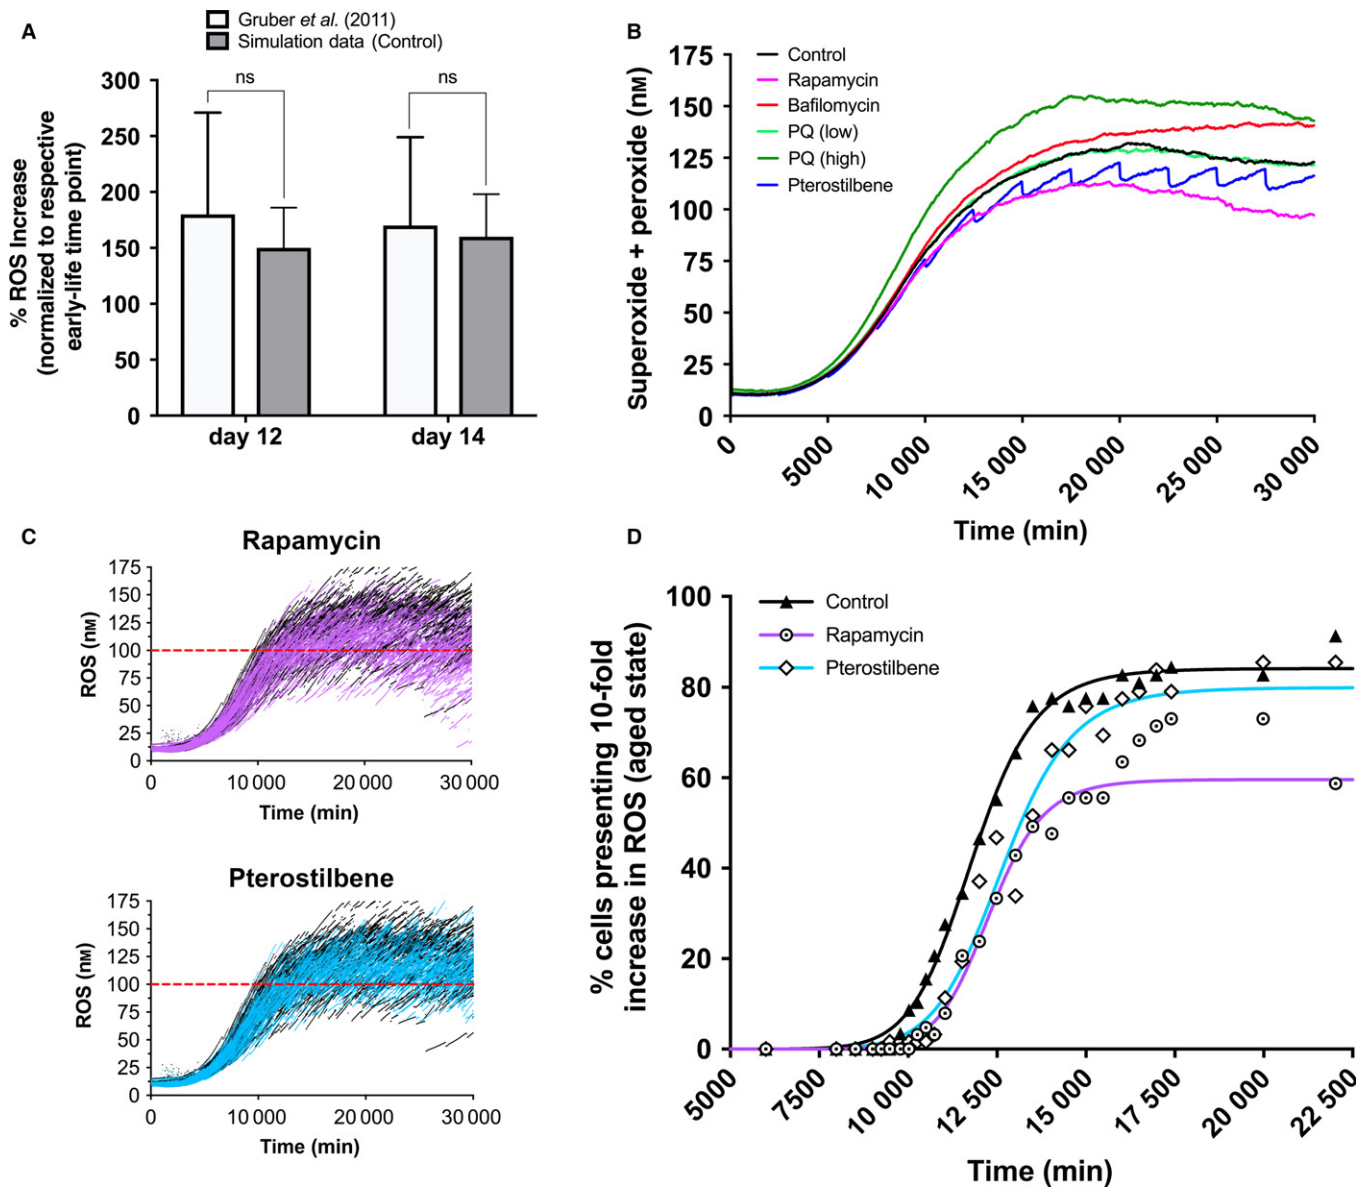 A
Gruber et al. (2011)
Simulation data (Control)
% ROS Increase
(normalized to respective
early-life time point)
300
250
200
150
100
50
0
ns
ns
day 12
day 14
B
Control
Rapamycin
Bafilomycin
PQ (low)
PQ (high)
Pterostilbene
Superoxide + peroxide (nM)
175
150
125
100
75
50
25
0
0
5000
10 000
15 000
20 000
25 000
30 000
Time (min)
C
Rapamycin
ROS (nM)
175
150
125
100
75
50
25
0
0
10 000
20 000
30 000
Time (min)
Pterostilbene
ROS (nM)
175
150
125
100
75
50
25
0
0
10 000
20 000
30 000
Time (min)
D
Control
Rapamycin
Pterostilbene
% cells presenting 10-fold
increase in ROS (aged state)
100
80
60
40
20
0
5000
7500
10 000
12 500
15 000
17 500
20 000
22 500
Time (min)